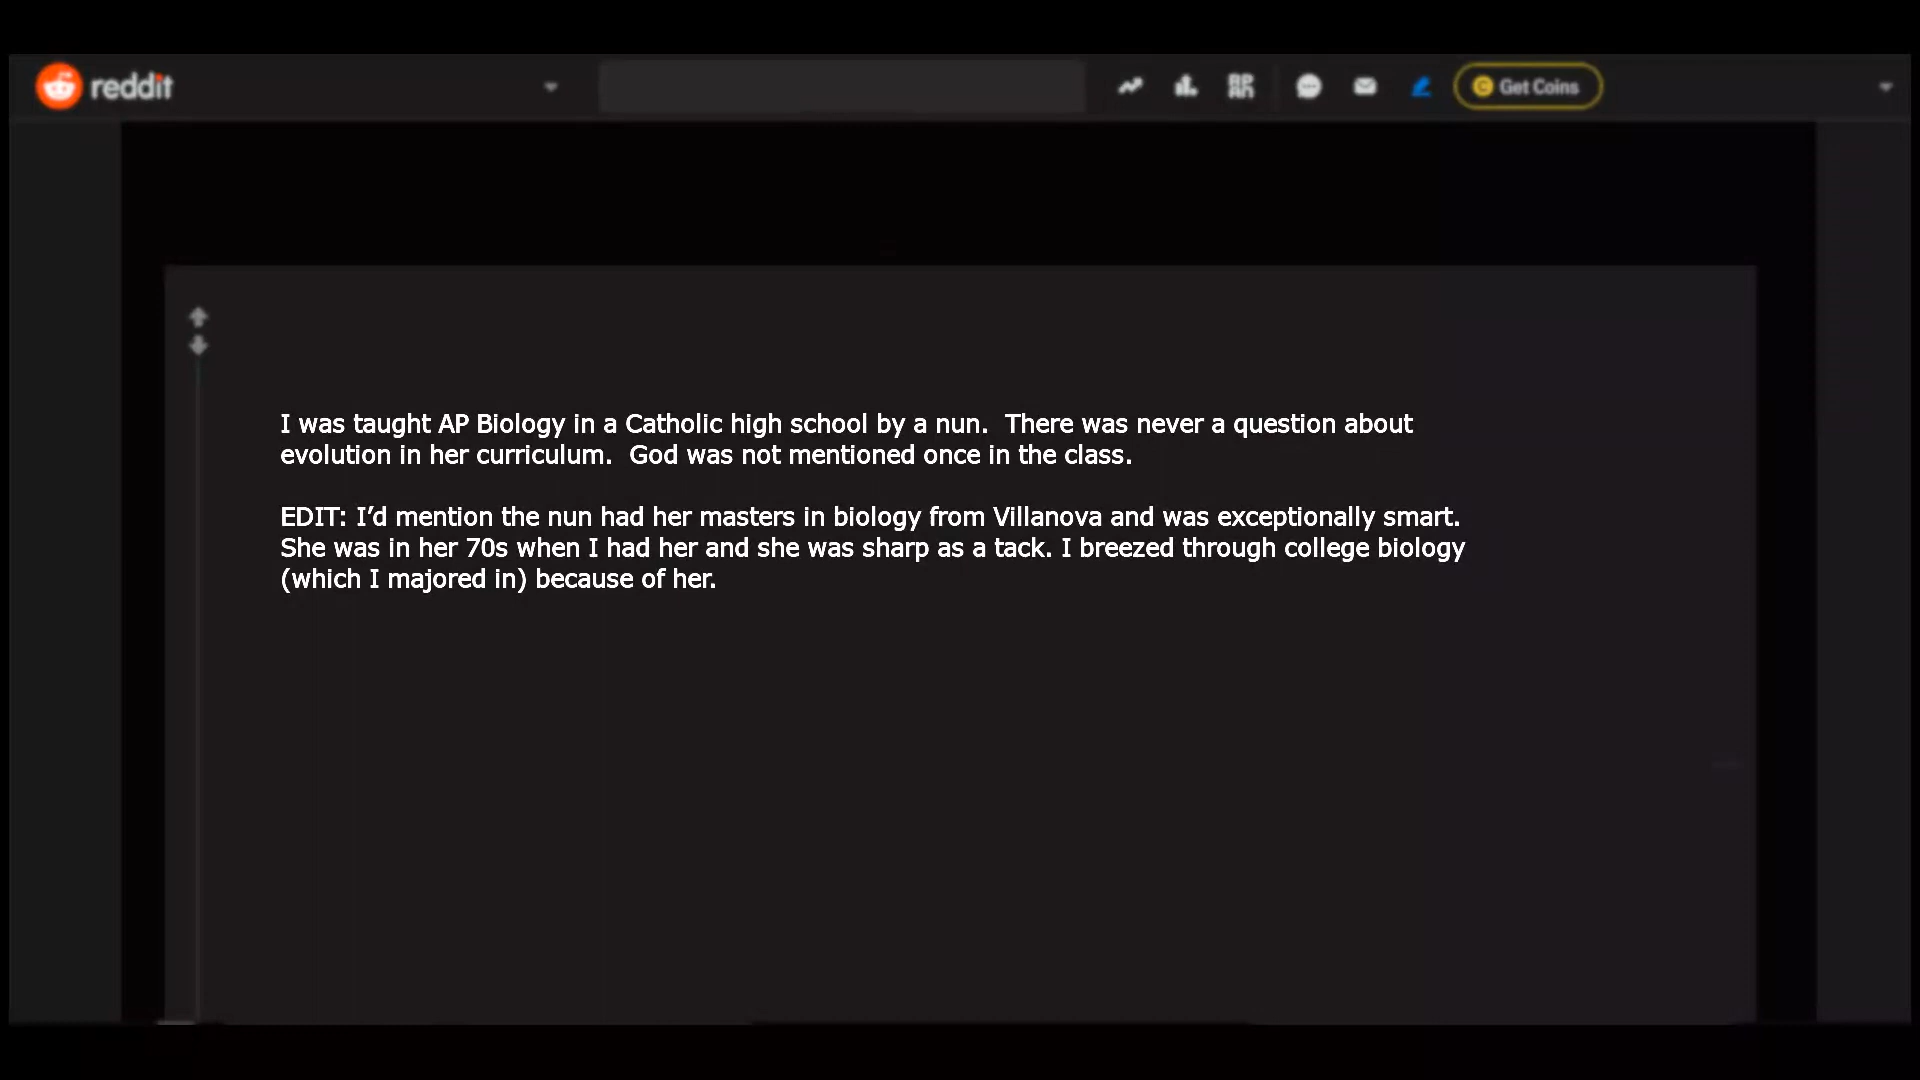 reddit
Get Coins
I was taught AP Biology in a Catholic high school by a nun.  There was never a question about
evolution in her curriculum.  God was not mentioned once in the class.
EDIT: I’d mention the nun had her masters in biology from Villanova and was exceptionally smart.
She was in her 70s when I had her and she was sharp as a tack. I breezed through college biology
(which I majored in) because of her.